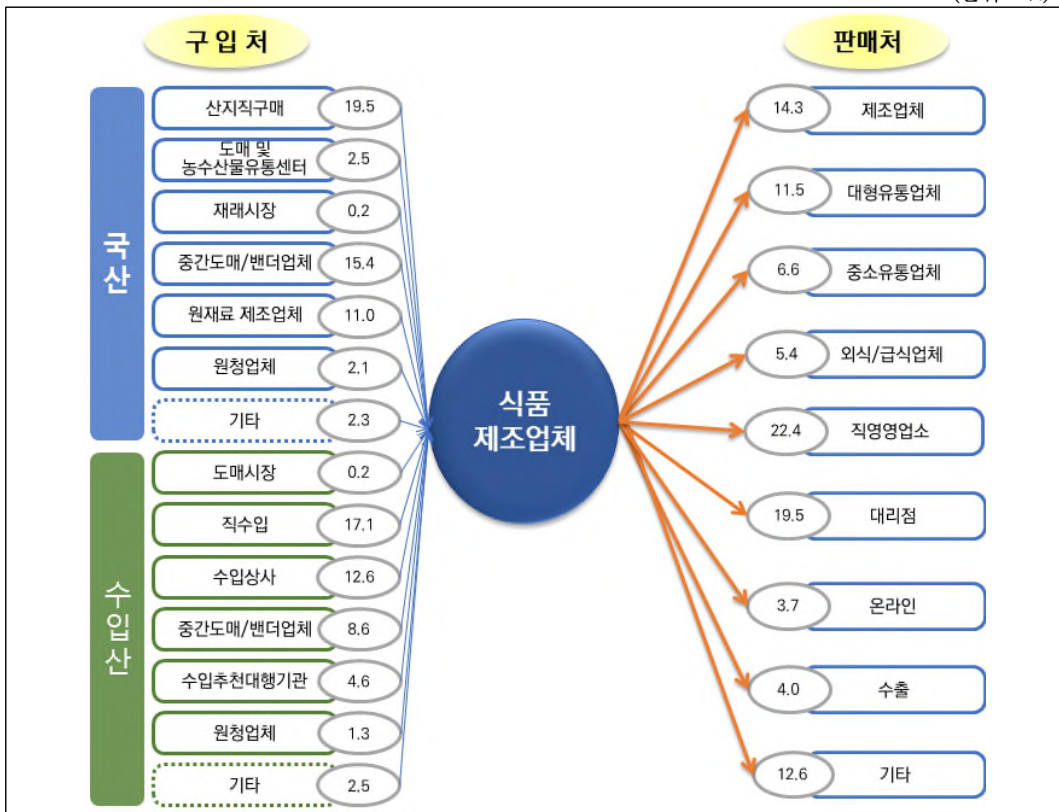 구 입 처
판매처
국산
산지직구매 19.5
도매 및
농수산물유통센터 2.5
재래시장 0.2
중간도매/밴더업체 15.4
원재료 제조업체 11.0
원청업체 2.1
기타 2.3
수입산
도매시장 0.2
직수입 17.1
수입상사 12.6
중간도매/밴더업체 8.6
수입추천대행기관 4.6
원청업체 1.3
기타 2.5
식품
제조업체
14.3 제조업체
11.5 대형유통업체
6.6 중소유통업체
5.4 외식/급식업체
22.4 직영영업소
19.5 대리점
3.7 온라인
4.0 수출
12.6 기타